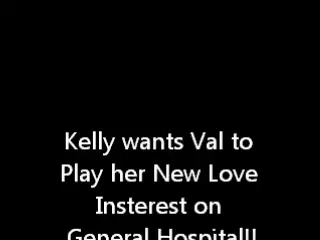 Kelly wants Val to
Play her New Love
Insterest on
General Hospital!!